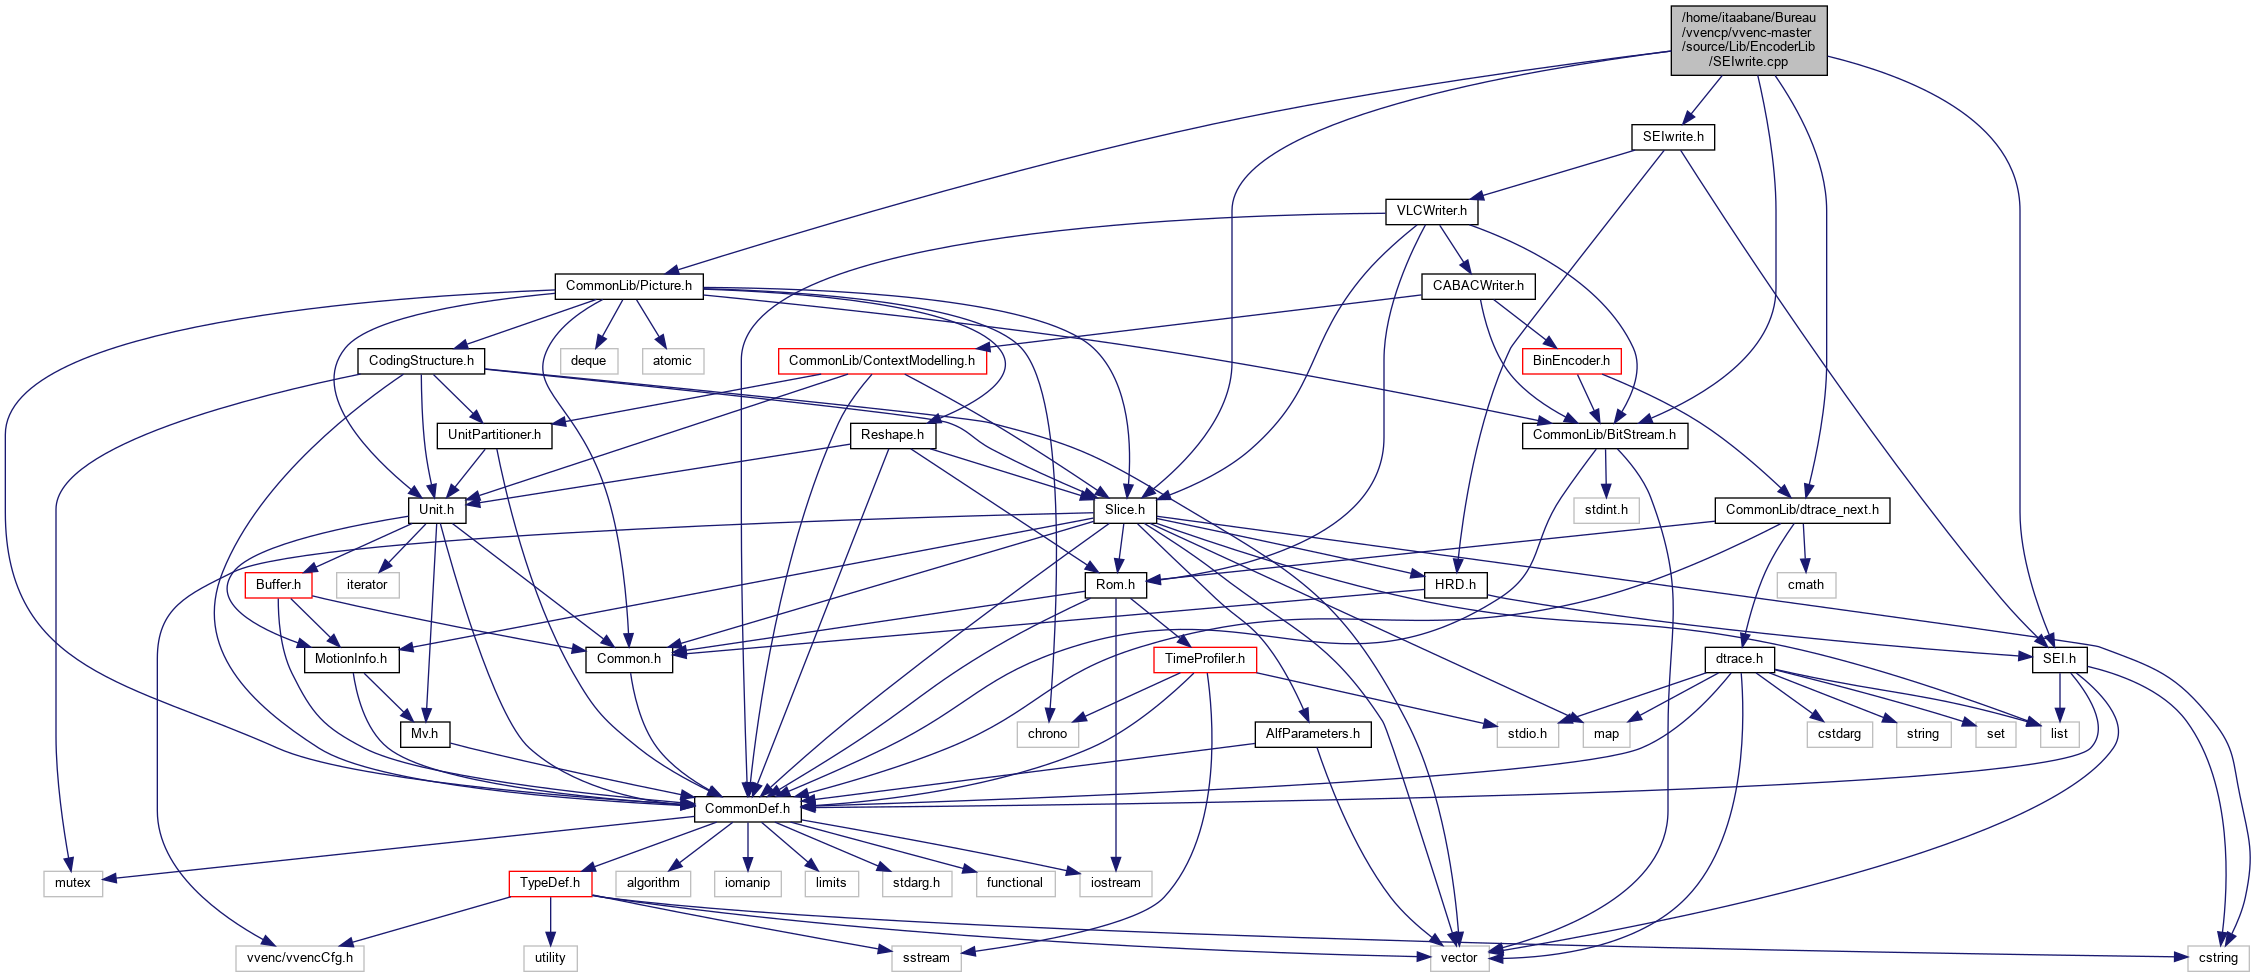 /home/itaabane/Bureau
/vvencp/vvenc-master
/source/Lib/EncoderLib
/SEIwrite.cpp
SEIwrite.h
VLCWriter.h
CommonLib/Picture.h
CABACWriter.h
CodingStructure.h
deque
atomic
CommonLib/ContextModelling.h
BinEncoder.h
UnitPartitioner.h
Reshape.h
CommonLib/BitStream.h
Unit.h
Slice.h
stdint.h
CommonLib/dtrace_next.h
Buffer.h
iterator
Rom.h
HRD.h
cmath
MotionInfo.h
Common.h
TimeProfiler.h
dtrace.h
SEI.h
Mv.h
chrono
AlfParameters.h
stdio.h
map
cstdarg
string
set
list
CommonDef.h
mutex
TypeDef.h
algorithm
iomanip
limits
stdarg.h
functional
iostream
vvenc/vvencCfg.h
utility
sstream
vector
cstring